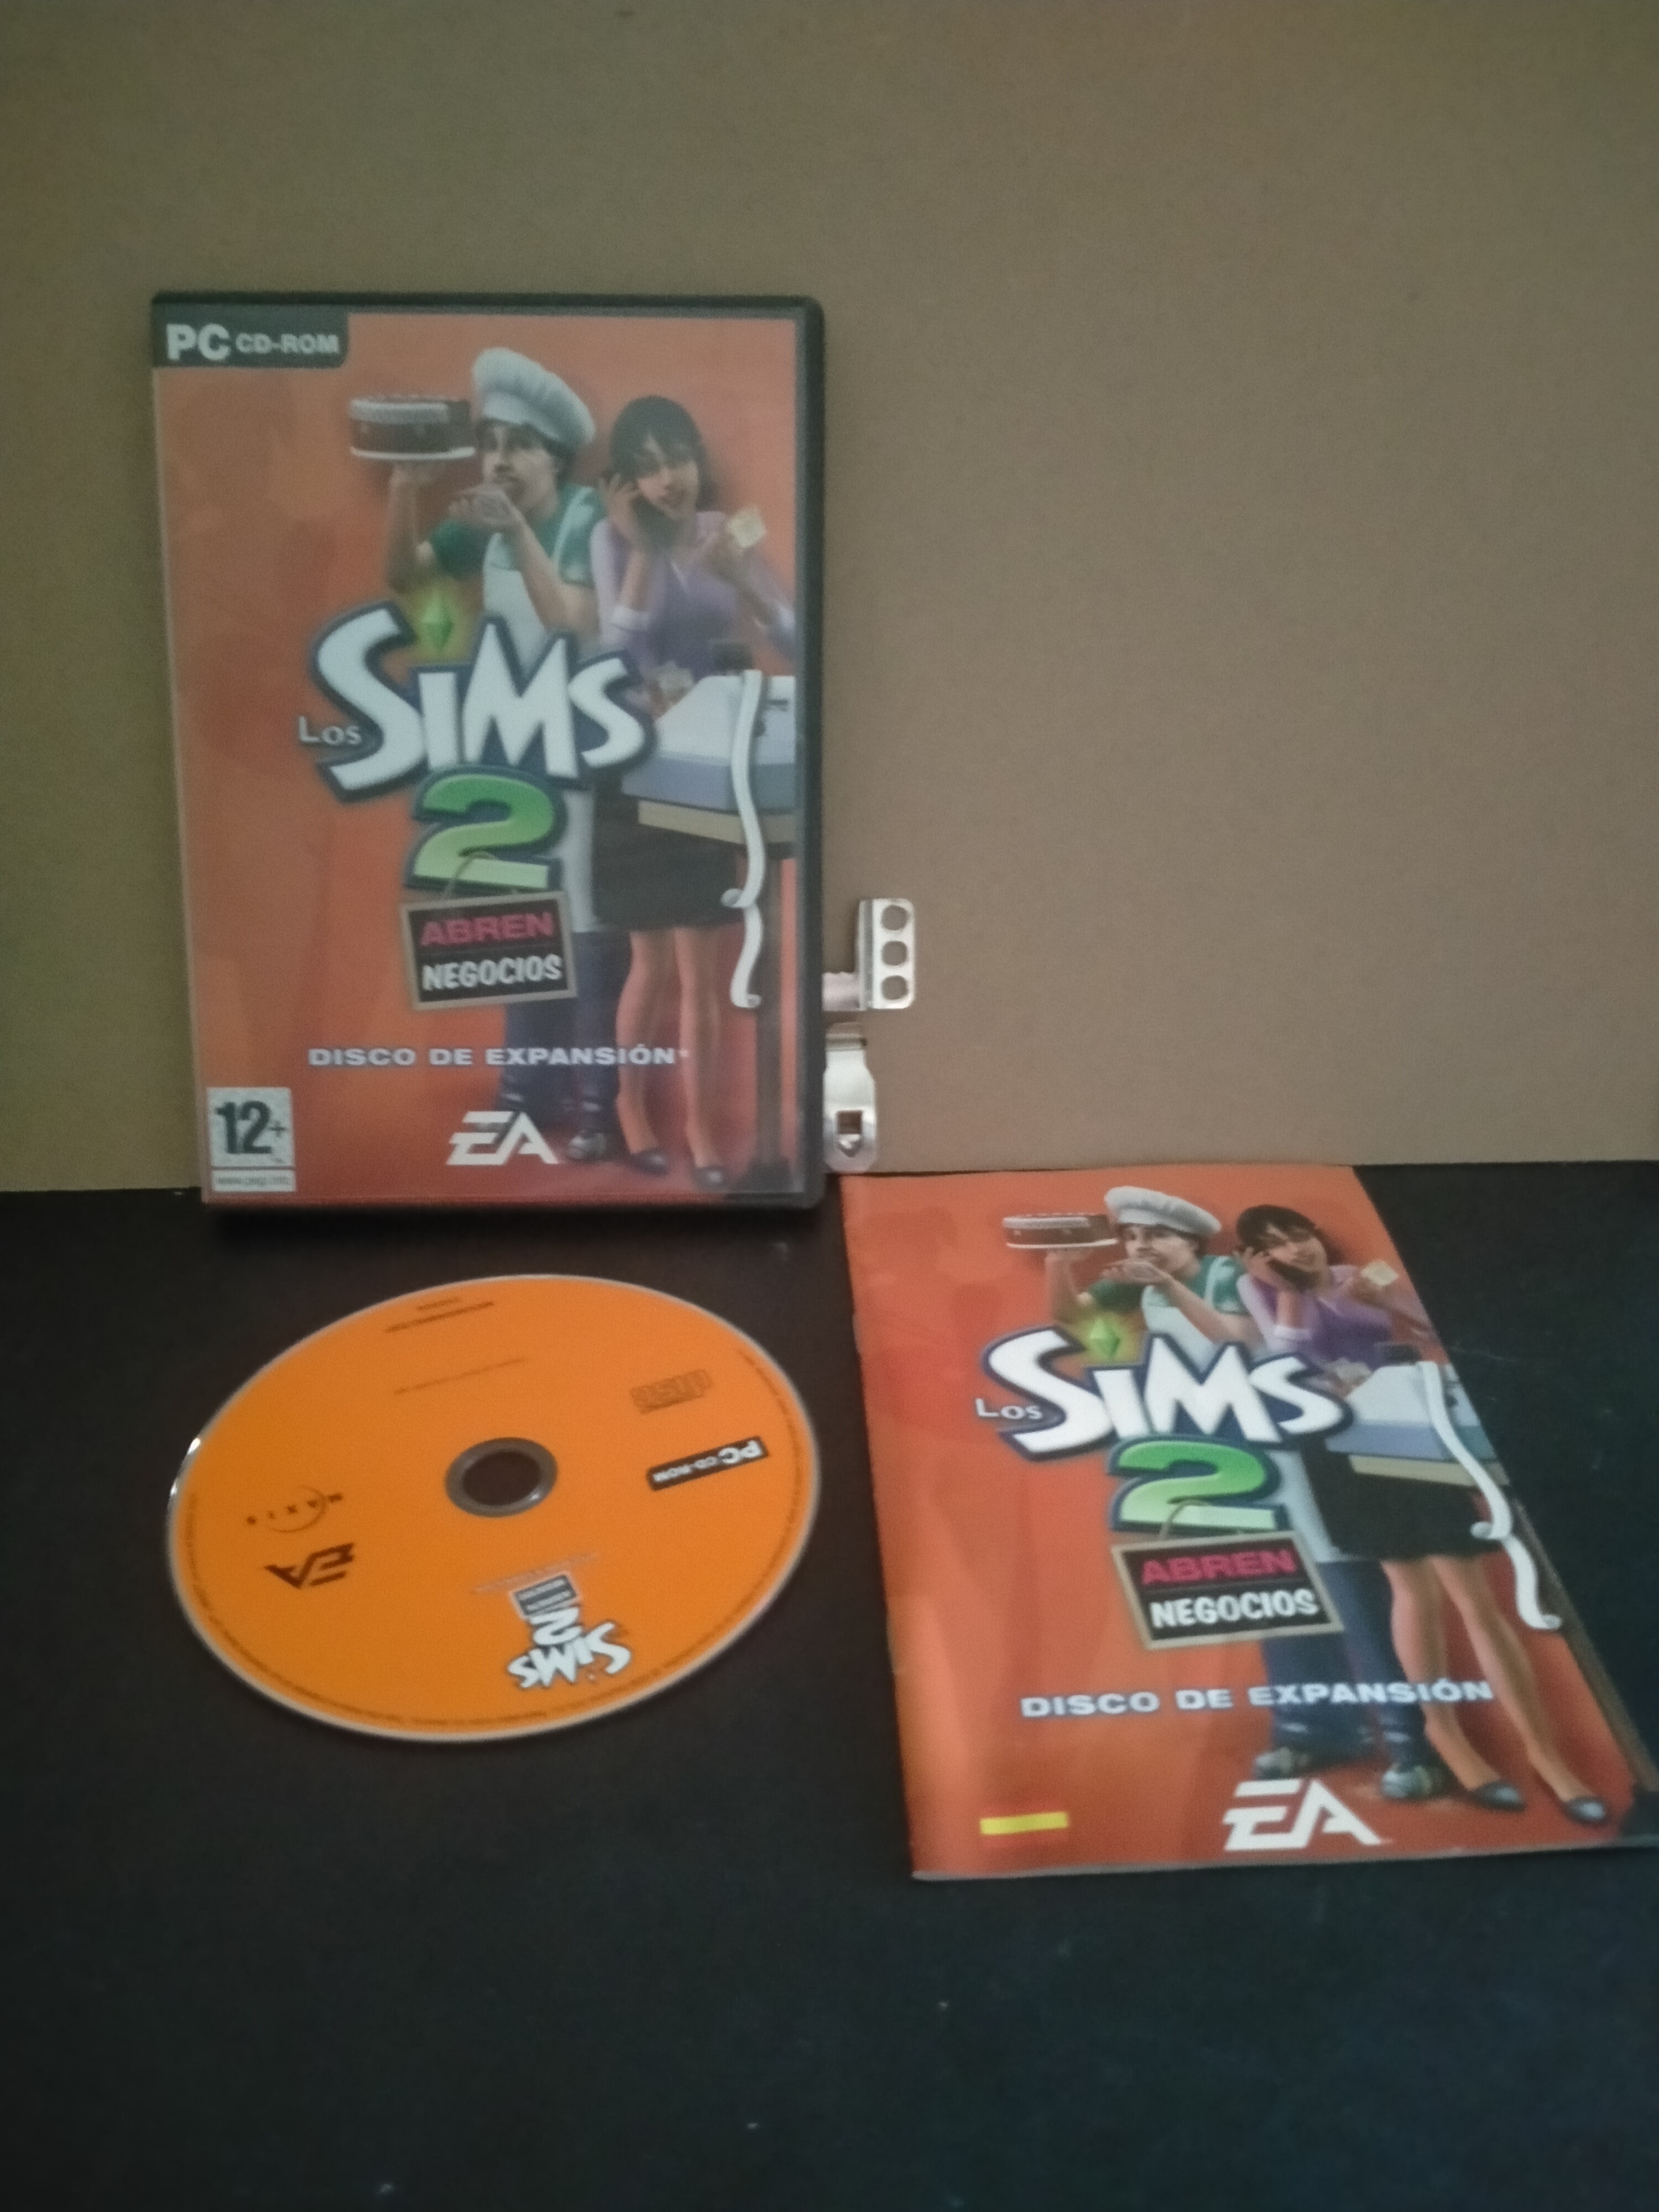 PC CD-ROM
Los SiMS
2
ABREN
NEGOCIOS
DISCO DE EXPANSIÓN
EA
12+
PC CD-ROM
MAXIS
EA
SiMS
2
Los SiMS
2
ABREN
NEGOCIOS
DISCO DE EXPANSIÓN
EA